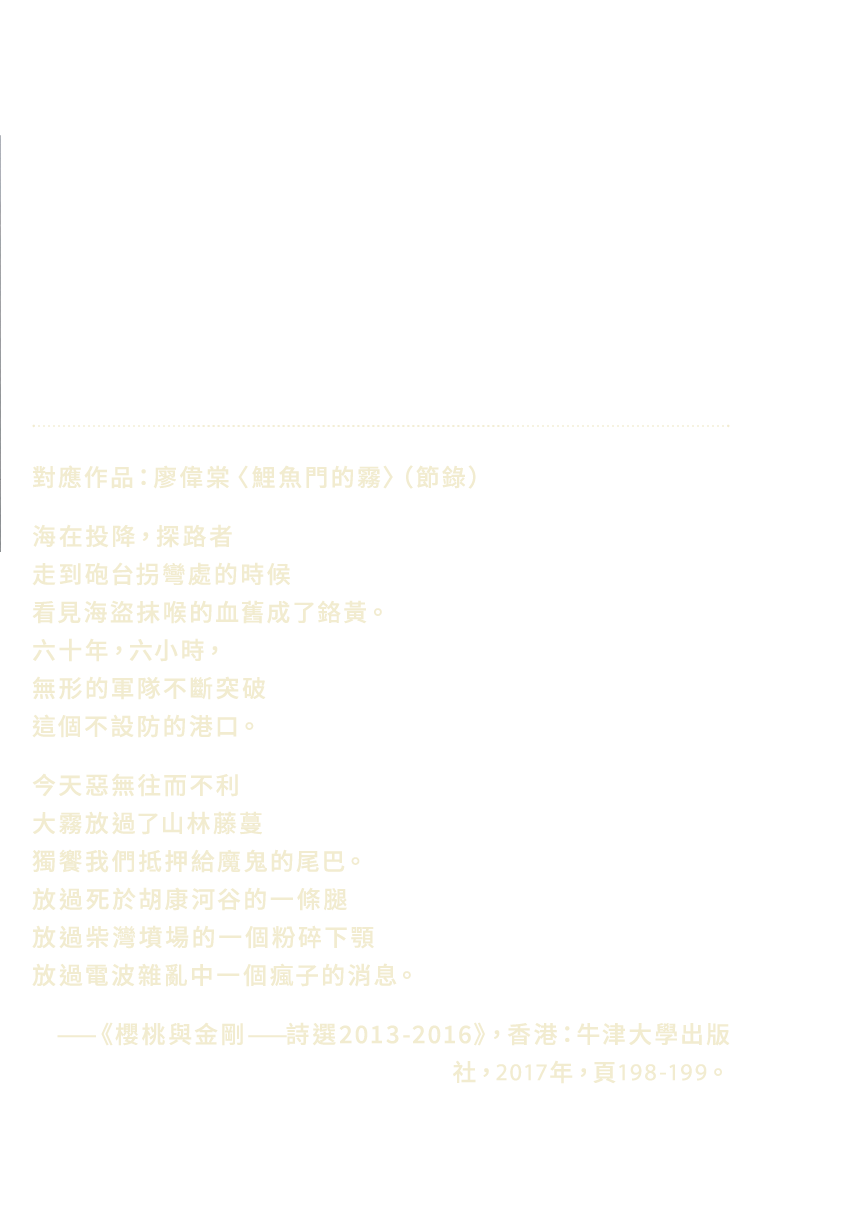 對應作品：廖偉棠〈鯉魚門的霧〉（節錄）
海在投降，探路者
走到砲台拐彎處的時候
看見海盜抹喉的血舊成了鉻黃。
六十年，六小時，
無形的軍隊不斷突破
這個不設防的港口。
今天惡無往而不利
大霧放過了山林藤蔓
獨饗我們抵押給魔鬼的尾巴。
放過死於胡康河谷的一條腿
放過柴灣墳場的一個粉碎下顎
放過電波雜亂中一個瘋子的消息。
——《櫻桃與金剛——詩選2013-2016》，香港：牛津大學出版
社，2017年，頁198-199。